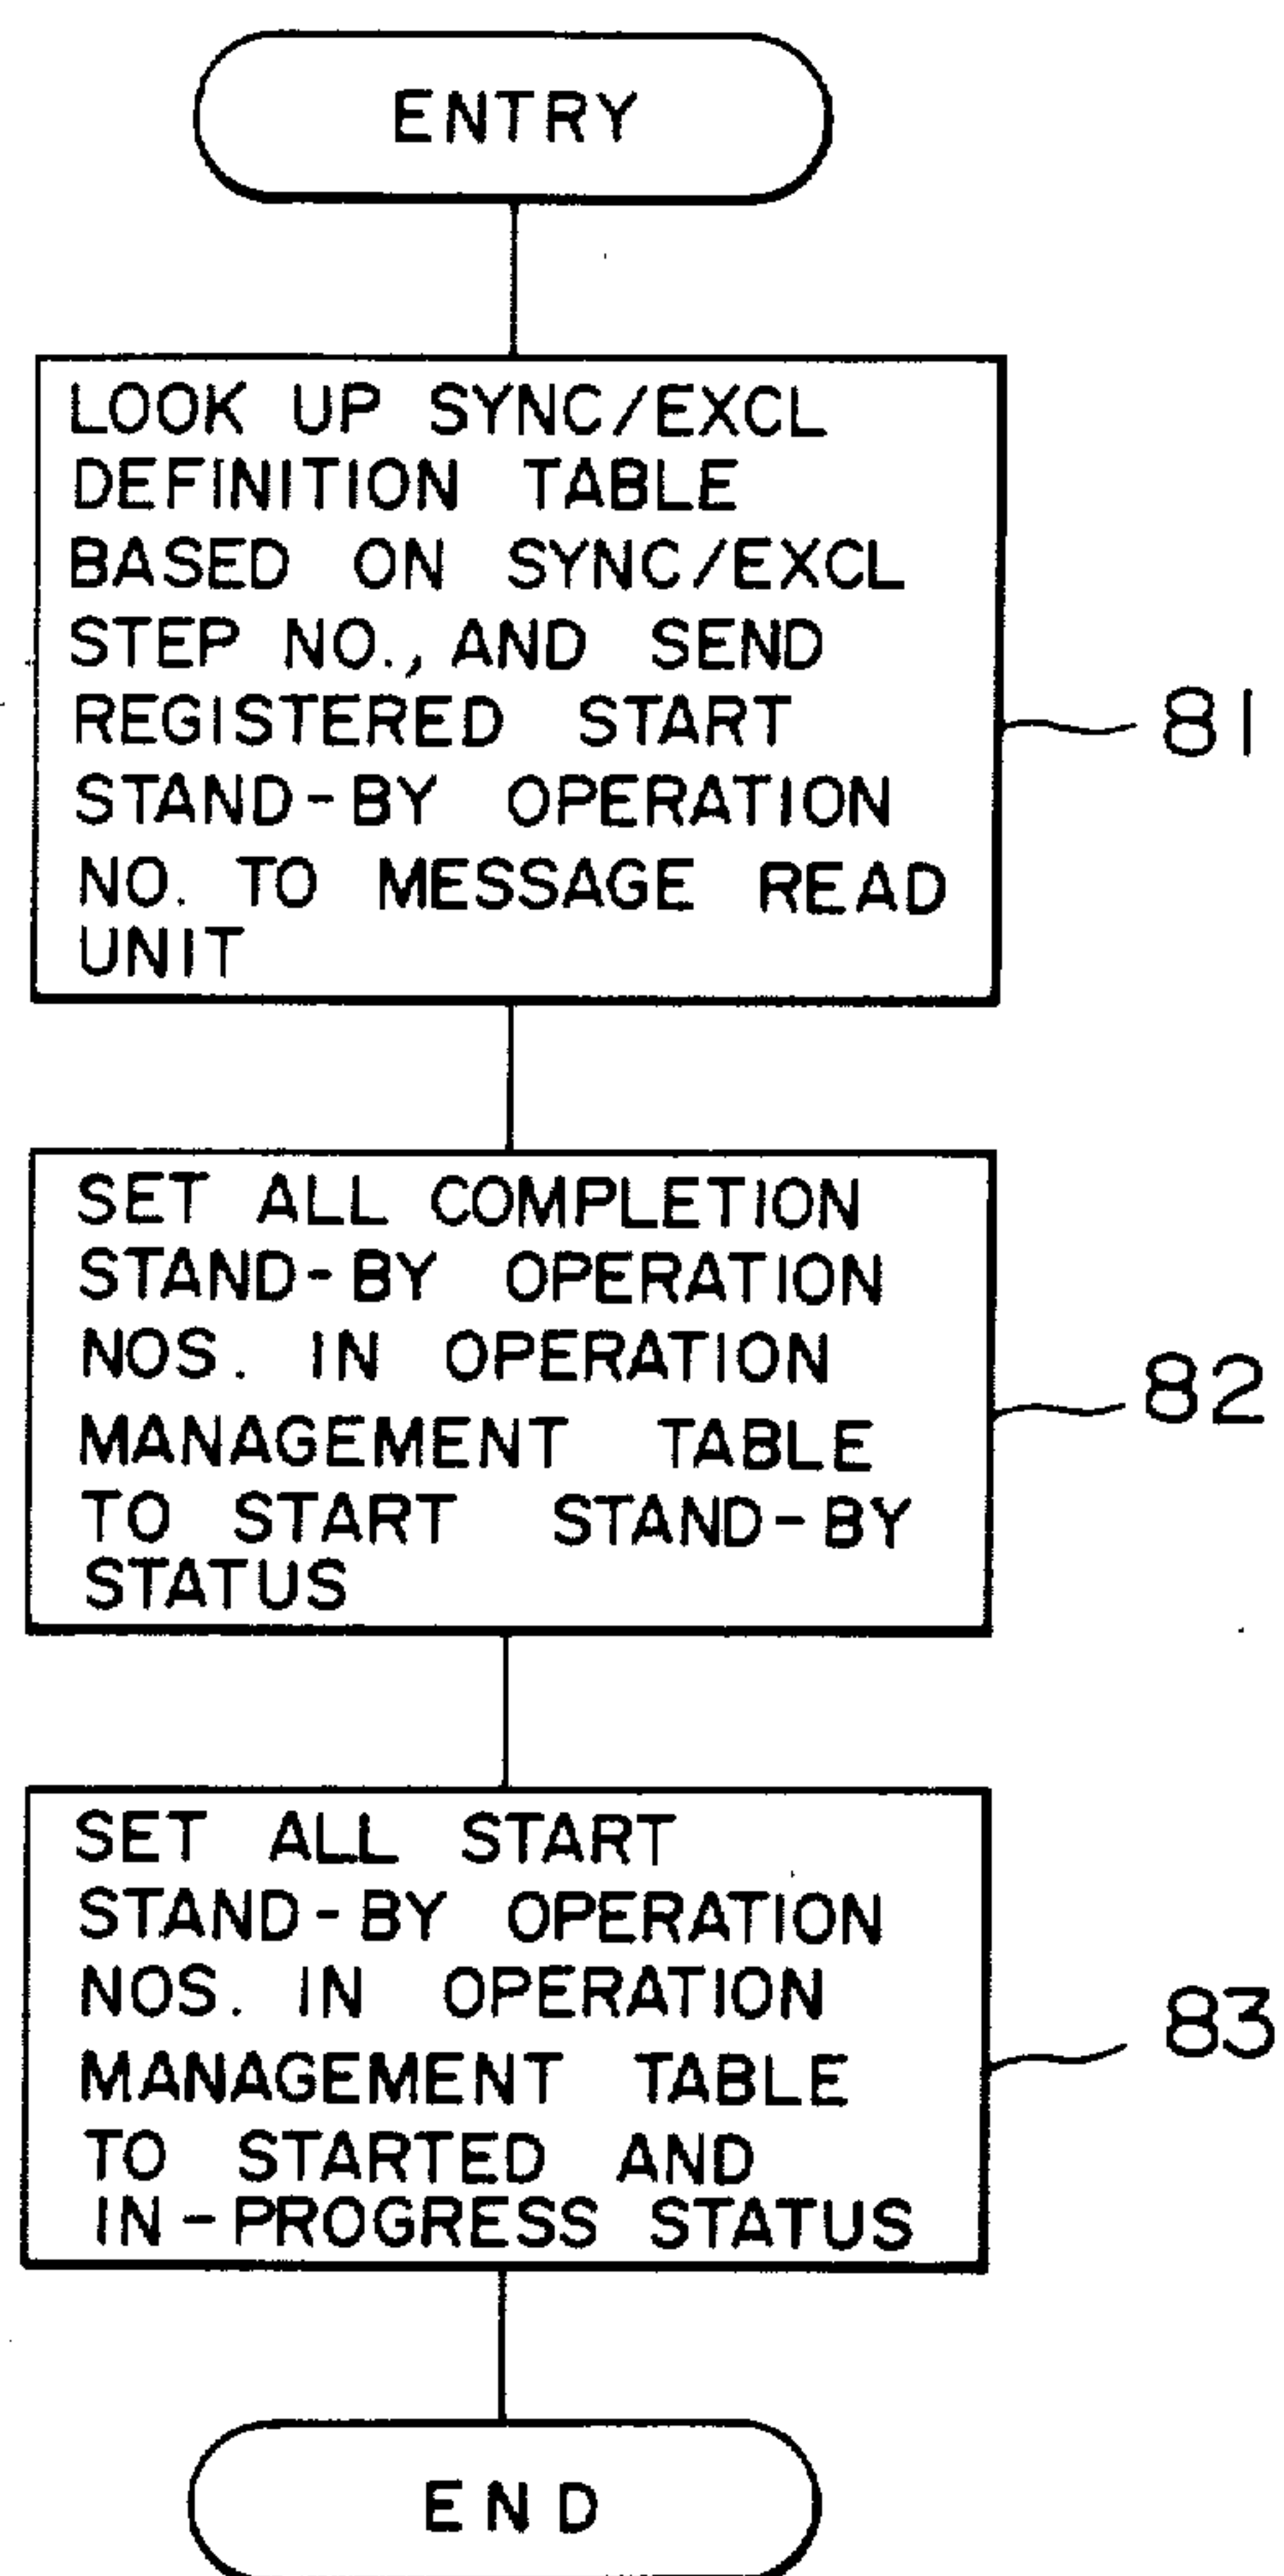 ENTRY
LOOK UP SYNC/EXCL
DEFINITION TABLE
BASED ON SYNC/EXCL
STEP NO., AND SEND
REGISTERED START
STAND-BY OPERATION
NO. TO MESSAGE READ
UNIT
81
SET ALL COMPLETION
STAND-BY OPERATION
NOS. IN OPERATION
MANAGEMENT TABLE
TO START STAND-BY
STATUS
82
SET ALL START
STAND-BY OPERATION
NOS. IN OPERATION
MANAGEMENT TABLE
TO STARTED AND
IN-PROGRESS STATUS
83
END